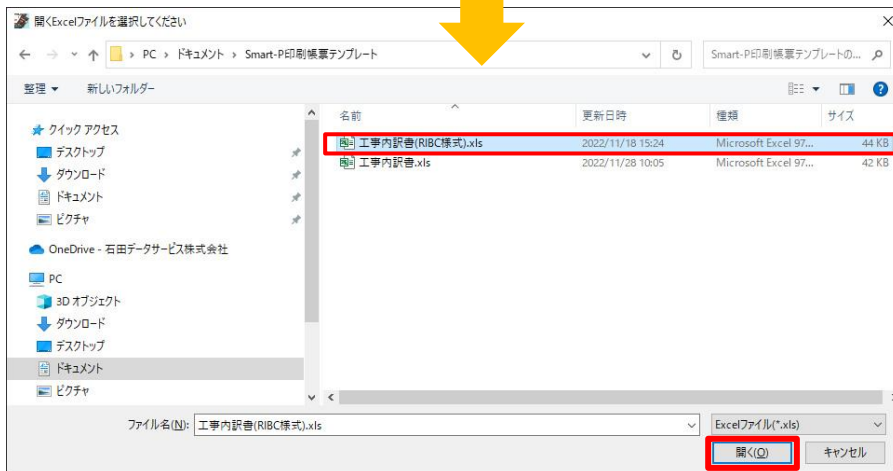 開くExcelファイルを選択してください
PC › ドキュメント › Smart-P印刷帳票テンプレート
Smart-P印刷帳票テンプレートの...
整理 新しいフォルダー
名前 更新日時 種類 サイズ
工事内訳書(RIBC様式).xls 2022/11/18 15:24 Microsoft Excel 97... 44 KB
工事内訳書.xls 2022/11/28 10:05 Microsoft Excel 97... 42 KB
クイック アクセス
デスクトップ
ダウンロード
ドキュメント
ピクチャ
OneDrive - 石田データサービス株式会社
PC
3D オブジェクト
ダウンロード
デスクトップ
ドキュメント
ピクチャ
ファイル名(N): 工事内訳書(RIBC様式).xls Excelファイル(*.xls)
開く(O) キャンセル